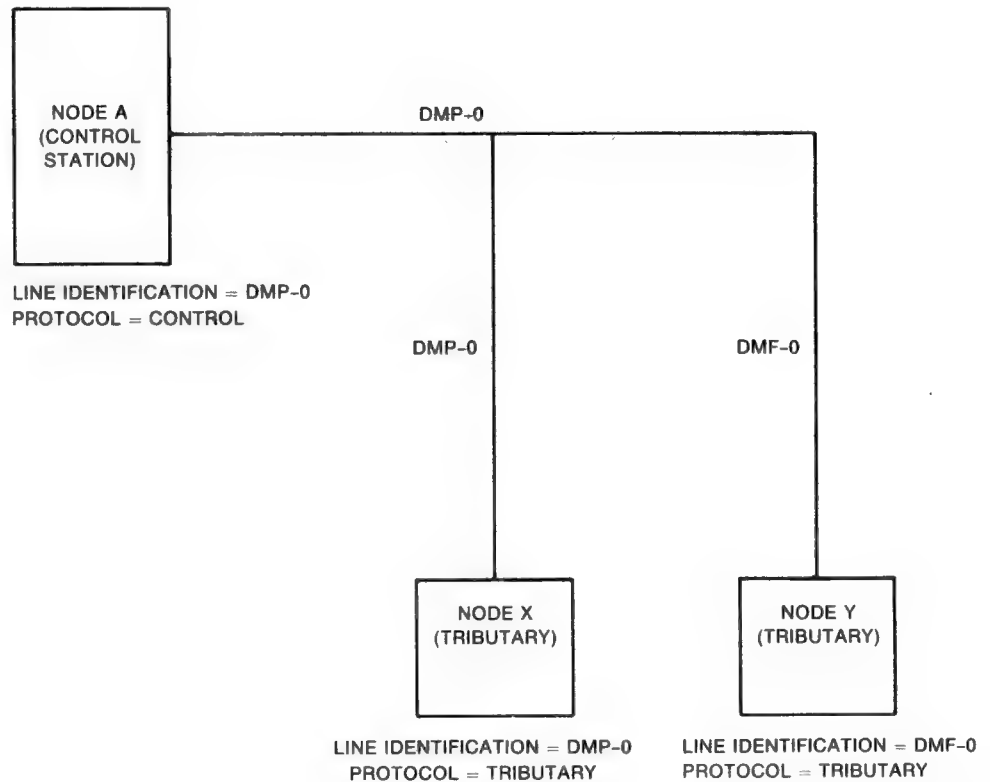 NODE A
(CONTROL
STATION)
DMP-0
LINE IDENTIFICATION = DMP-0
PROTOCOL = CONTROL
DMP-0
DMF-0
NODE X
(TRIBUTARY)
NODE Y
(TRIBUTARY)
LINE IDENTIFICATION = DMP-0
PROTOCOL = TRIBUTARY
LINE IDENTIFICATION = DMF-0
PROTOCOL = TRIBUTARY